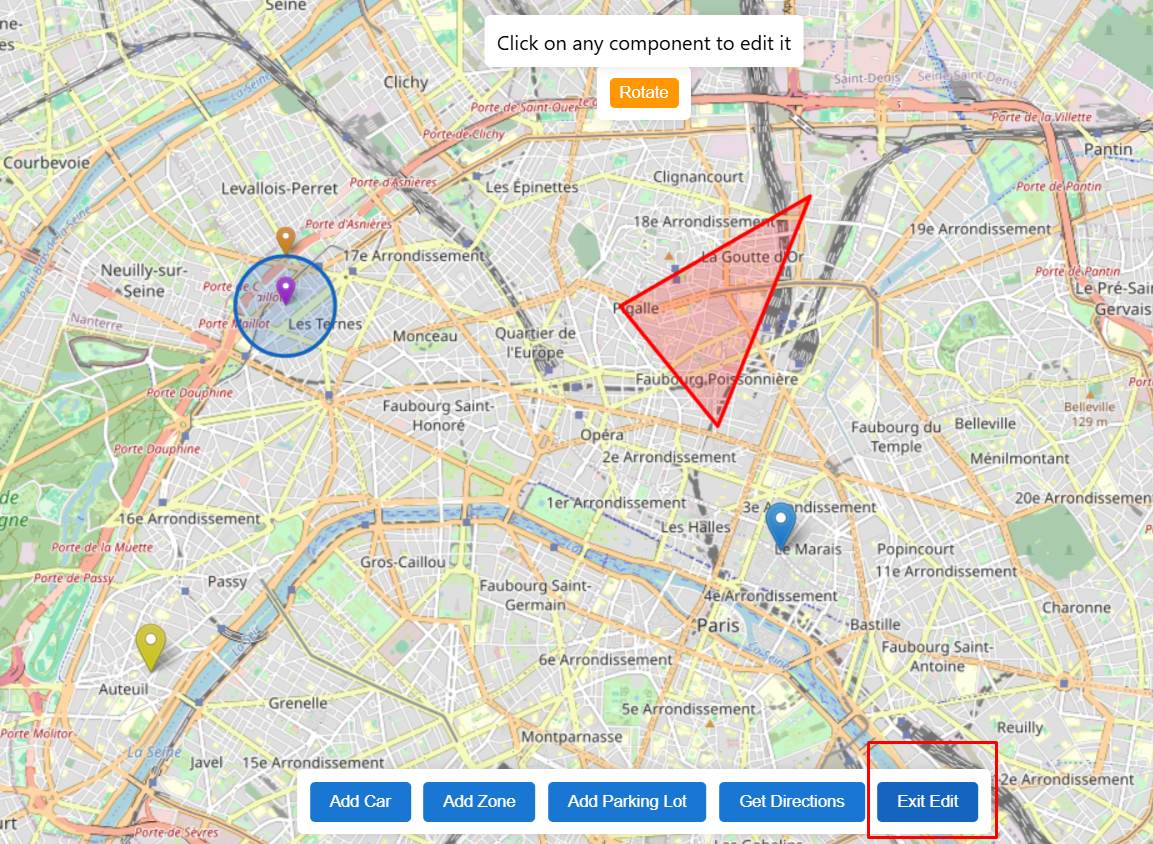 Seine
La-Seine
Click on any component to edit it
Clichy
Saint-Denis
Seine-Saint-Denis
Rotate
Porte de Saint-Ouen
5
Porte de la Villette
Porte-de-Clichy
Pantin
Courbevoie
Clignancourt
Levallois-Perret
Porte d'Asnières
Les Épinettes
Porte de Pantin
Porte d'Asnières
18e Arrondissement
19e Arrondissement
17e Arrondissement
La Goutte d'Or
Neuilly-sur-
Seine
Porte de Pantin
Pigalle
Nanterre
Porte Maillot
Les Ternes
Monceau
Quartier de
l'Europe
Faubourg Poissonnière
Porte Dauphine
Faubourg Saint-
Honoré
Belleville
129 m
Opéra
Faubourg du
Temple
Belleville
Porte Dauphine
2e Arrondissement
Ménilmontant
1er Arrondissement
20e Arrondissement
3e Arrondissement
16e Arrondissement
Les Halles
Porte de la Muette
Le Marais
Popincourt
Gros-Caillou
11e Arrondissement
Porte de Passy
Passy
Faubourg Saint-
Germain
4e Arrondissement
Charonne
Paris
Bastille
La-Seine
Faubourg Saint-
Antoine
6e Arrondissement
Auteuil
Grenelle
5e Arrondissement
Porte Molitor
Montparnasse
Reuilly
La Seine
Javel
15e Arrondissement
2e Arrondissement
Add Car
Add Zone
Add Parking Lot
Get Directions
Exit Edit
Porte de Sèvres